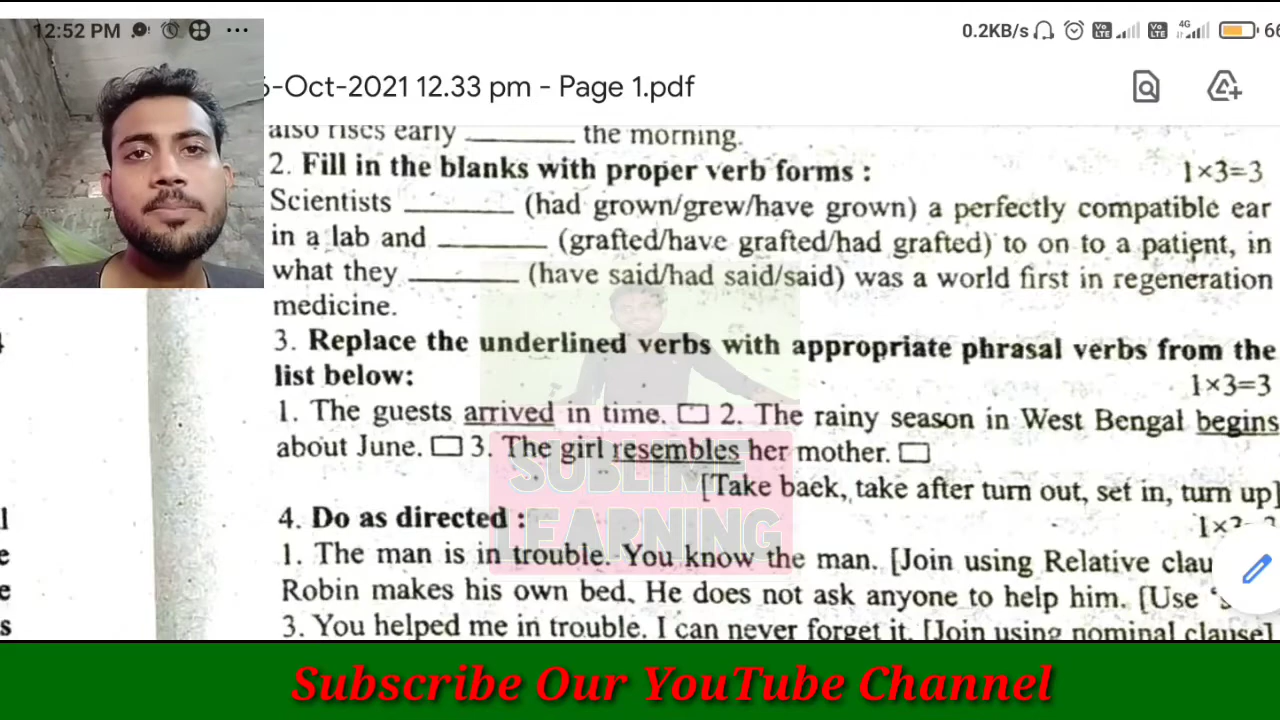 12:52 PM
0.2KB/s
4G
6-Oct-2021 12.33 pm - Page 1.pdf
also rises early ________ the morning.
2. Fill in the blanks with proper verb forms : 1×3=3
Scientists ________ (had grown/grew/have grown) a perfectly compatible ear
in a lab and ________ (grafted/have grafted/had grafted) to on to a patient, in
what they ________ (have said/had said/said) was a world first in regeneration
medicine.
3. Replace the underlined verbs with appropriate phrasal verbs from the
list below: 1×3=3
1. The guests arrived in time. ☐ 2. The rainy season in West Bengal begins
about June. ☐ 3. The girl resembles her mother. ☐
[Take back, take after turn out, set in, turn up]
4. Do as directed :
1. The man is in trouble. You know the man. [Join using Relative clau
Robin makes his own bed. He does not ask anyone to help him. [Use
3. You helped me in trouble. I can never forget it. [Join using nominal clause]
SUBLIME
LEARNING
Subscribe Our YouTube Channel